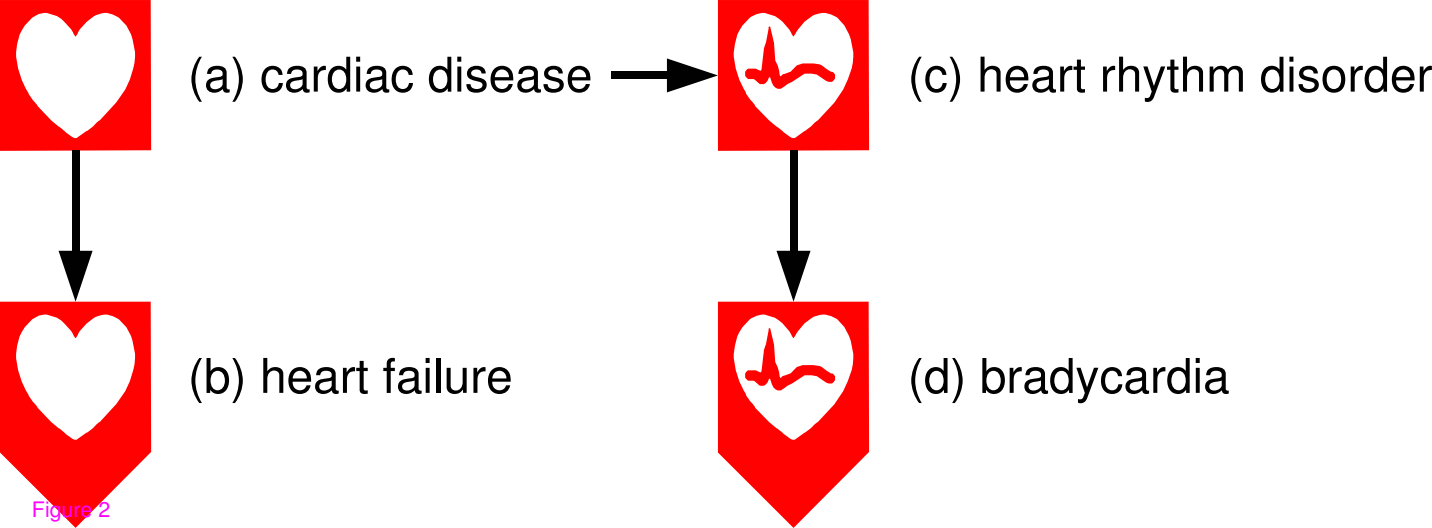 (a) cardiac disease
(c) heart rhythm disorder
(b) heart failure
(d) bradycardia
Figure 2